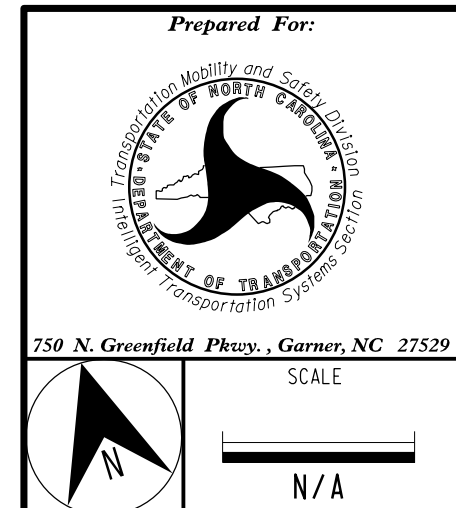 Prepared For:
Transportation Mobility and Safety Division
STATE OF NORTH CAROLINA
DEPARTMENT OF TRANSPORTATION
Intelligent Transportation Systems Section
750 N. Greenfield Pkwy. , Garner, NC 27529
SCALE
N
N/A